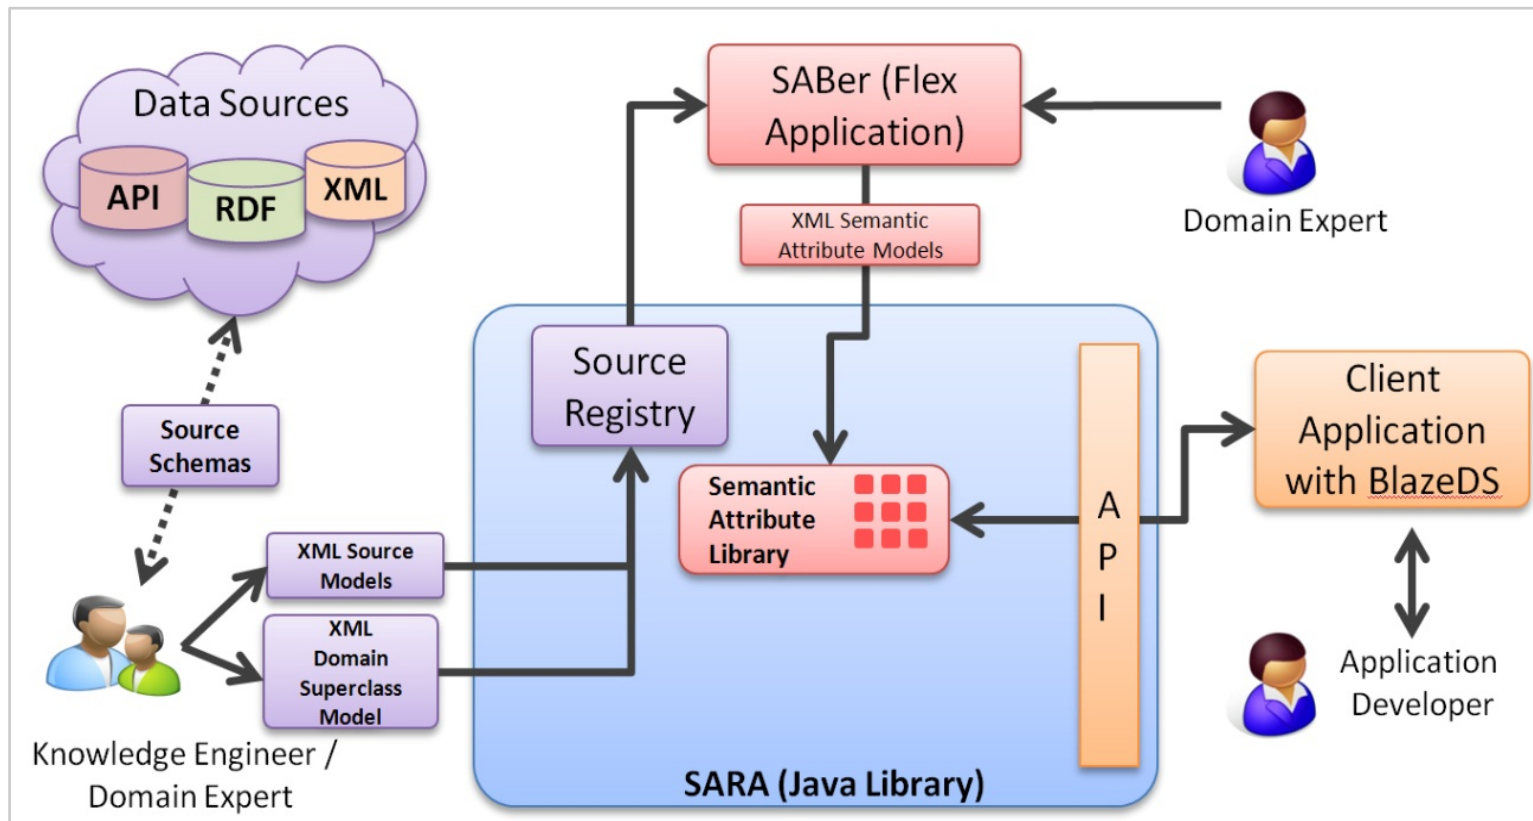 Data Sources
API
RDF
XML
SABer (Flex
Application)
Domain Expert
XML Semantic
Attribute Models
Source
Registry
Source
Schemas
Semantic
Attribute
Library
A
P
I
Client
Application
with BlazeDS
XML Source
Models
XML
Domain
Superclass
Model
Knowledge Engineer /
Domain Expert
Application
Developer
SARA (Java Library)